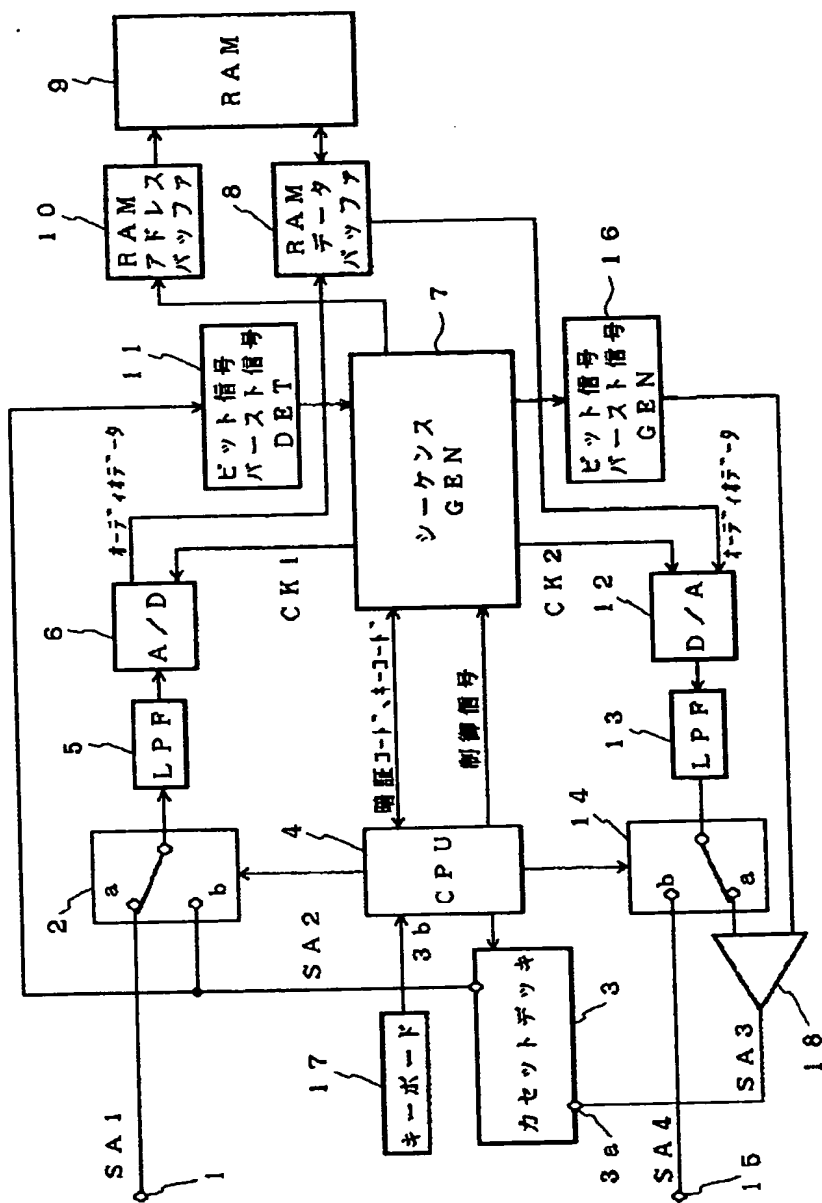 SA1
1
2
a
b
5
LPF
6
A/D
オーディオデータ
11
ビット信号
バースト信号
DET
10
RAM
アドレス
バッファ
8
RAM
データ
バッファ
9
RAM
CK1
SA2
3b
17
キーボード
4
CPU
暗証コード、キーコード
制御信号
シーケンス
GEN
7
CK2
カセットデッキ
3
3a
SA4
15
SA3
18
14
b
a
13
LPF
12
D/A
オーディオデータ
ビット信号
バースト信号
GEN
16